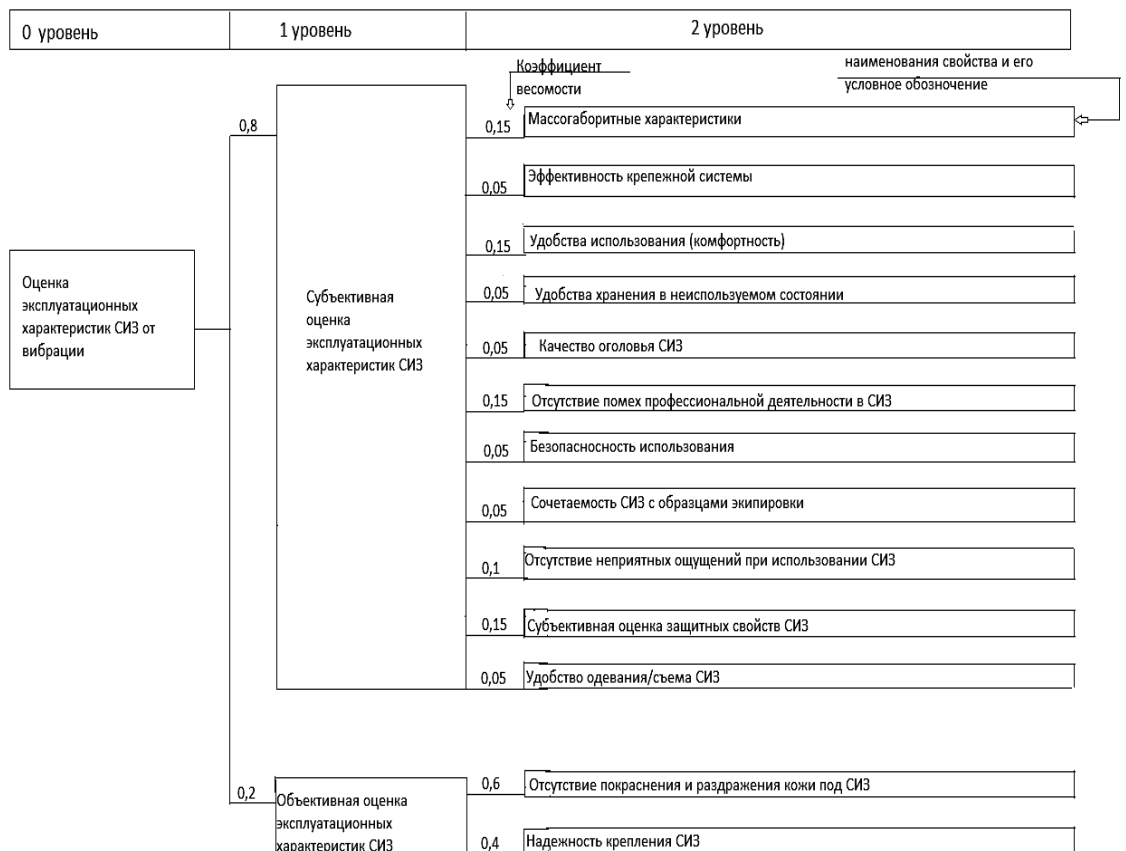 0 уровень
1 уровень
2 уровень
Коэффициент
весомости
наименования свойства и его
условное обозначение
0,8
0,15
Массогаборитные характеристики
0,05
Эффективность крепежной системы
0,15
Удобства использования (комфортность)
Оценка
эксплуатационных
характеристик СИЗ от
вибрации
Субъективная
оценка
эксплуатационных
характеристик СИЗ
0,05
Удобства хранения в неиспользуемом состоянии
0,05
Качество оголовья СИЗ
0,15
Отсутствие помех профессиональной деятельности в СИЗ
0,05
Безопасносность использования
0,05
Сочетаемость СИЗ с образцами экипировки
0,1
Отсутствие неприятных ощущений при использовании СИЗ
0,15
Субъективная оценка защитных свойств СИЗ
0,05
Удобство одевания/съема СИЗ
0,2
Объективная оценка
эксплуатационных
характеристик СИЗ
0,6
Отсутствие покраснения и раздражения кожи под СИЗ
0,4
Надежность крепления СИЗ